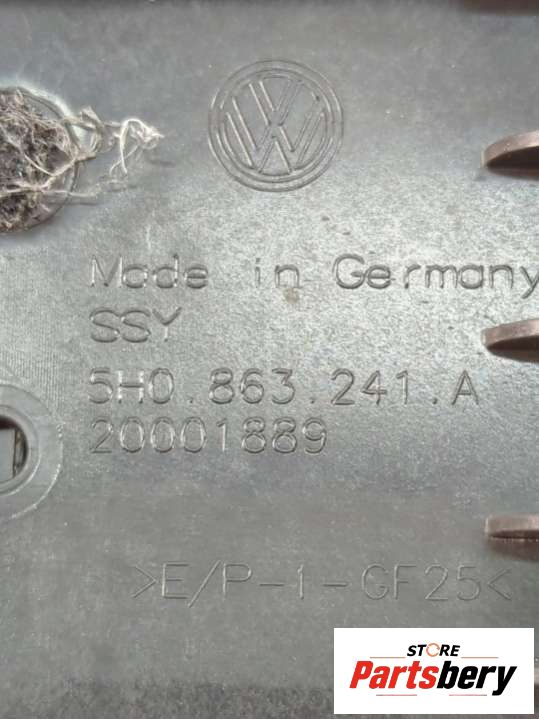 Made in Germany
SSY
5H0.863.241.A
20001889
>E/P-1-GF25<
STORE
Partsbery